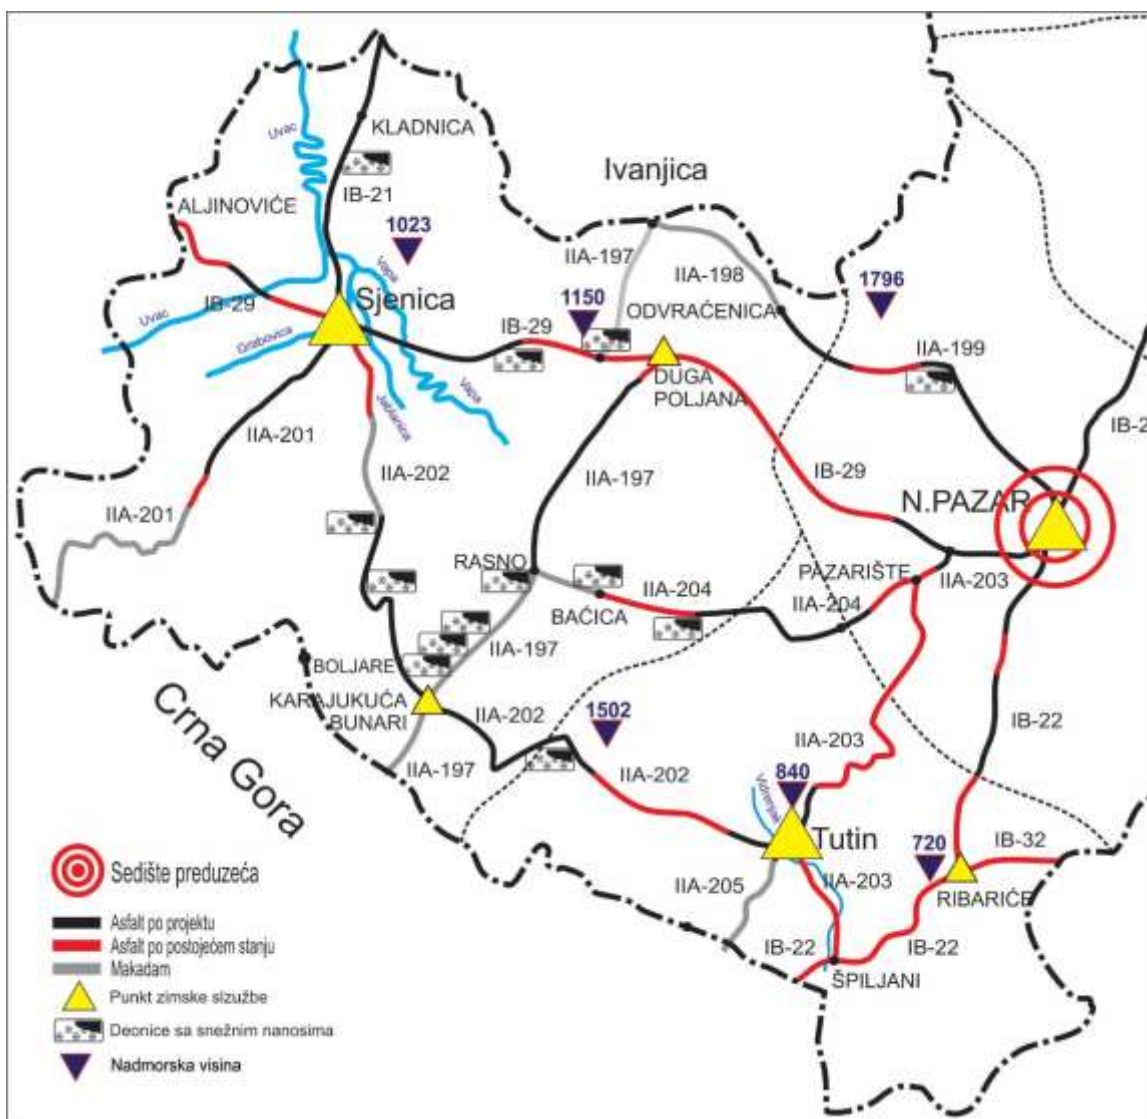 KLADNICA
Uvac
Ivanjica
IB-21
ALJINOVIĆE
1023
IIA-197
IIA-198
Vapa
1796
IB-29
Sjenica
1150
ODVRAĆENICA
Uvac
Grabovica
IB-29
IIA-199
DUGA
POLJANA
Vapa
Jablanica
IIA-201
IB-2
IIA-202
IIA-197
IB-29
N.PAZAR
IIA-201
RASNO
PAZARIŠTE
IIA-203
IIA-204
BAĆICA
IIA-204
IIA-197
BOLJARE
KARAJUKUĆA
BUNARI
IIA-202
1502
IB-22
Crna Gora
IIA-203
IIA-197
IIA-202
840
Tutin
720
IB-32
IIA-205
IIA-203
RIBARIĆE
IB-22
IB-22
ŠPILJANI
Sedište preduzeća
Asfalt po projektu
Asfalt po postojećem stanju
Makadam
Punkt zimske slzužbe
Deonice sa snežnim nanosima
Nadmorska visina